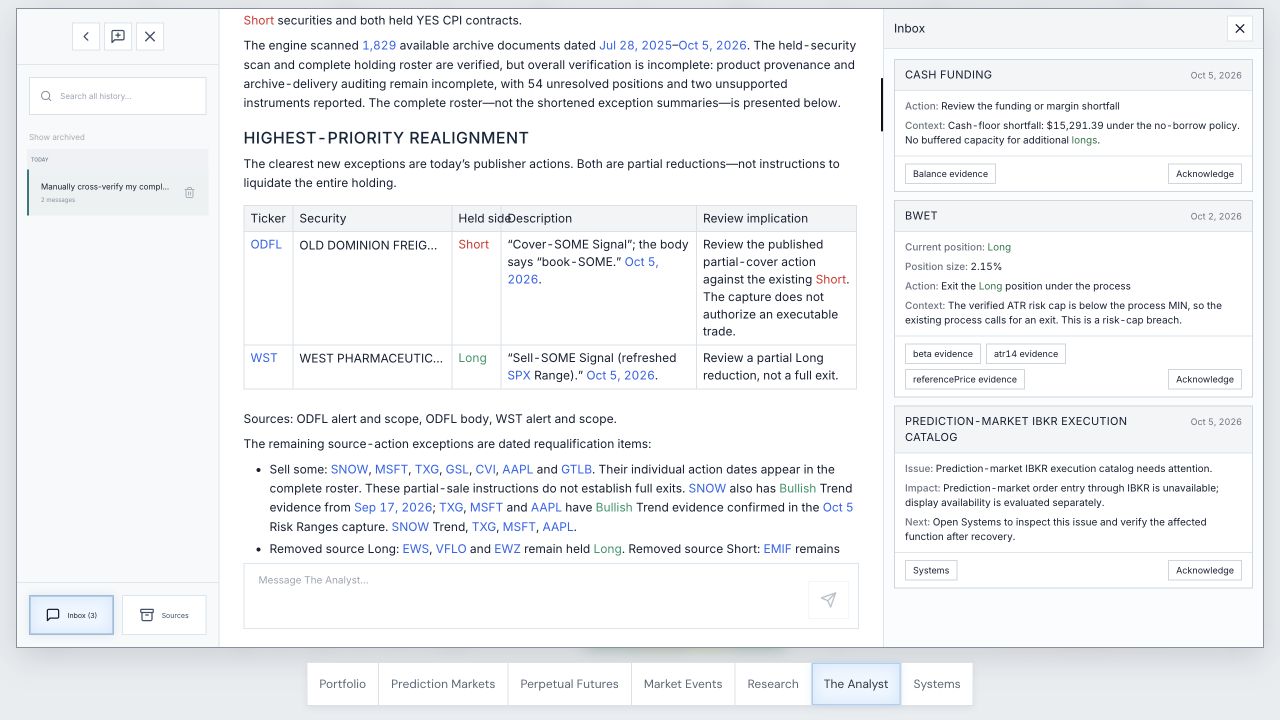 Search all history...
Show archived
TODAY
Manually cross-verify my compl...
2 messages
Inbox (3)
Sources
Short securities and both held YES CPI contracts.
The engine scanned 1,829 available archive documents dated Jul 28, 2025–Oct 5, 2026. The held-security
scan and complete holding roster are verified, but overall verification is incomplete: product provenance and
archive-delivery auditing remain incomplete, with 54 unresolved positions and two unsupported
instruments reported. The complete roster—not the shortened exception summaries—is presented below.
HIGHEST-PRIORITY REALIGNMENT
The clearest new exceptions are today’s publisher actions. Both are partial reductions—not instructions to
liquidate the entire holding.
Ticker Security Held side Description Review implication
ODFL OLD DOMINION FREIG... Short “Cover-SOME Signal”; the body Review the published
says “book-SOME.” Oct 5, partial-cover action
2026. against the existing Short.
The capture does not
authorize an executable
trade.
WST WEST PHARMACEUTIC... Long “Sell-SOME Signal (refreshed Review a partial Long
SPX Range).” Oct 5, 2026. reduction, not a full exit.
Sources: ODFL alert and scope, ODFL body, WST alert and scope.
The remaining source-action exceptions are dated requalification items:
• Sell some: SNOW, MSFT, TXG, GSL, CVI, AAPL and GTLB. Their individual action dates appear in the
complete roster. These partial-sale instructions do not establish full exits. SNOW also has Bullish Trend
evidence from Sep 17, 2026; TXG, MSFT and AAPL have Bullish Trend evidence confirmed in the Oct 5
Risk Ranges capture. SNOW Trend, TXG, MSFT, AAPL.
• Removed source Long: EWS, VFLO and EWZ remain held Long. Removed source Short: EMIF remains
Message The Analyst...
Inbox
CASH FUNDING Oct 5, 2026
Action: Review the funding or margin shortfall
Context: Cash-floor shortfall: $15,291.39 under the no-borrow policy.
No buffered capacity for additional longs.
Balance evidence Acknowledge
BWET Oct 2, 2026
Current position: Long
Position size: 2.15%
Action: Exit the Long position under the process
Context: The verified ATR risk cap is below the process MIN, so the
existing process calls for an exit. This is a risk-cap breach.
beta evidence atr14 evidence
referencePrice evidence Acknowledge
PREDICTION-MARKET IBKR EXECUTION Oct 5, 2026
CATALOG
Issue: Prediction-market IBKR execution catalog needs attention.
Impact: Prediction-market order entry through IBKR is unavailable;
display availability is evaluated separately.
Next: Open Systems to inspect this issue and verify the affected
function after recovery.
Systems Acknowledge
Portfolio Prediction Markets Perpetual Futures Market Events Research The Analyst Systems